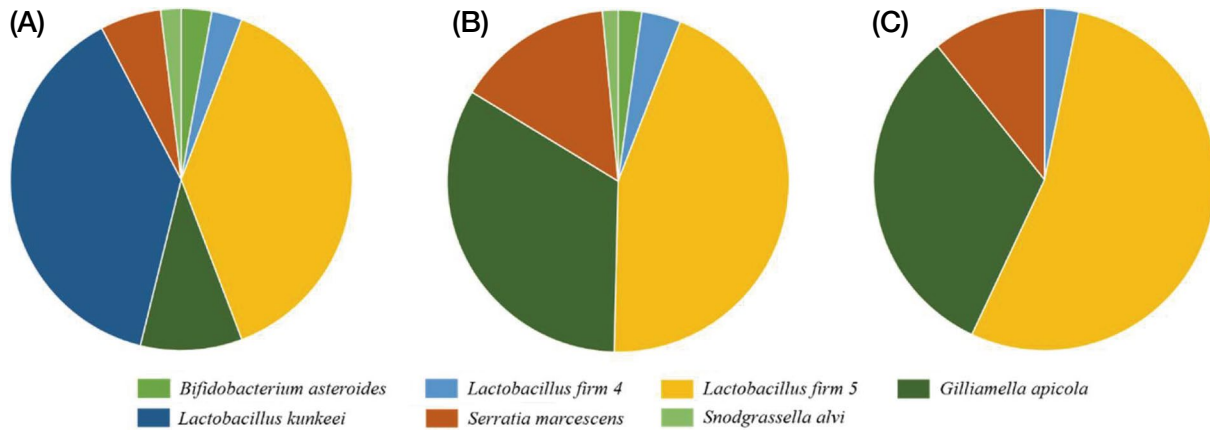 (A) (B) (C)
Bifidobacterium asteroides Lactobacillus firm 4 Lactobacillus firm 5 Gilliamella apicola
Lactobacillus kunkeei Serratia marcescens Snodgrassella alvi